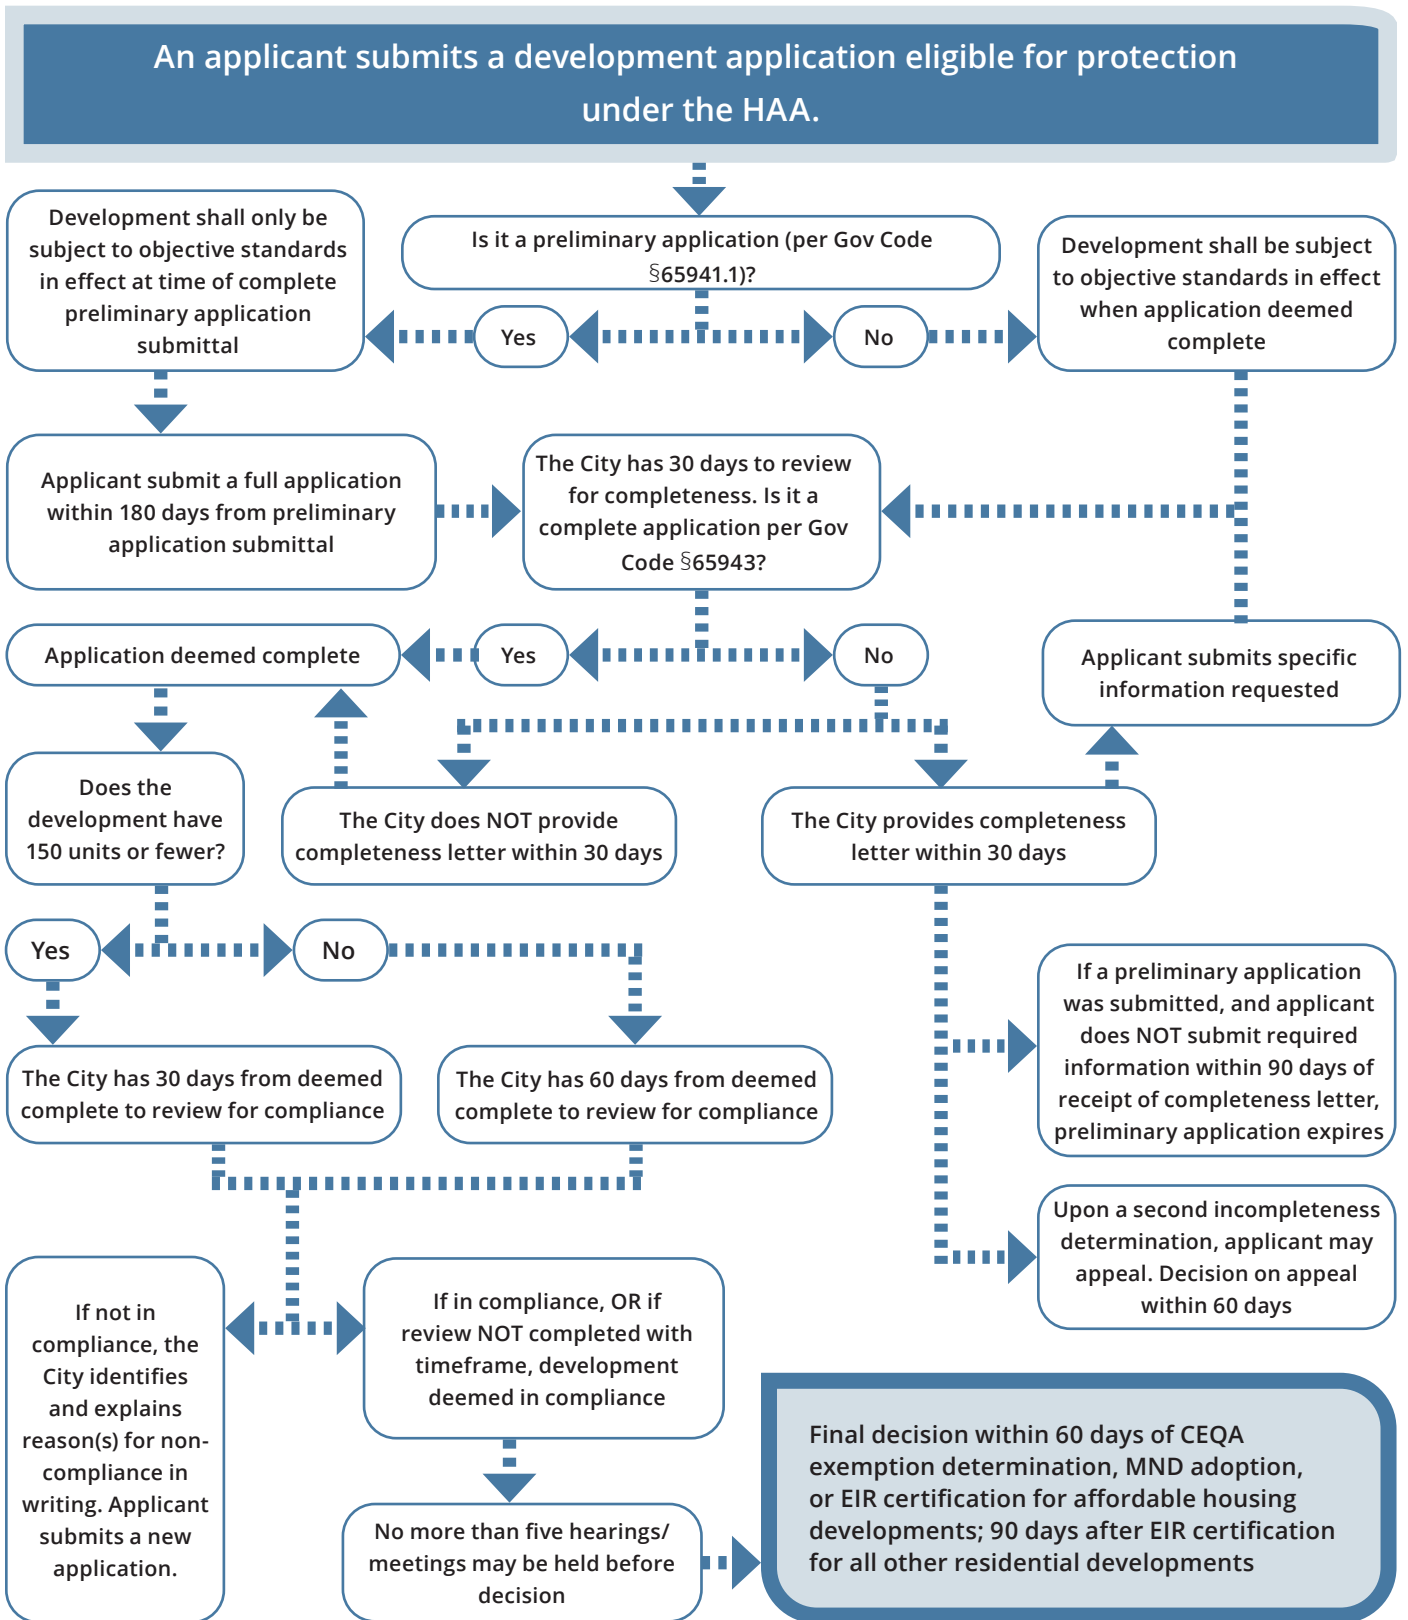 An applicant submits a development application eligible for protection
under the HAA.
Development shall only be
subject to objective standards
in effect at time of complete
preliminary application
submittal
Is it a preliminary application (per Gov Code
§65941.1)?
Development shall be subject
to objective standards in effect
when application deemed
complete
Yes
No
Applicant submit a full application
within 180 days from preliminary
application submittal
The City has 30 days to review
for completeness. Is it a
complete application per Gov
Code §65943?
Application deemed complete
Yes
No
Applicant submits specific
information requested
Does the
development have
150 units or fewer?
The City does NOT provide
completeness letter within 30 days
The City provides completeness
letter within 30 days
Yes
No
If a preliminary application
was submitted, and applicant
does NOT submit required
information within 90 days of
receipt of completeness letter,
preliminary application expires
The City has 30 days from deemed
complete to review for compliance
The City has 60 days from deemed
complete to review for compliance
Upon a second incompleteness
determination, applicant may
appeal. Decision on appeal
within 60 days
If not in
compliance, the
City identifies
and explains
reason(s) for non-
compliance in
writing. Applicant
submits a new
application.
If in compliance, OR if
review NOT completed with
timeframe, development
deemed in compliance
No more than five hearings/
meetings may be held before
decision
Final decision within 60 days of CEQA
exemption determination, MND adoption,
or EIR certification for affordable housing
developments; 90 days after EIR certification
for all other residential developments